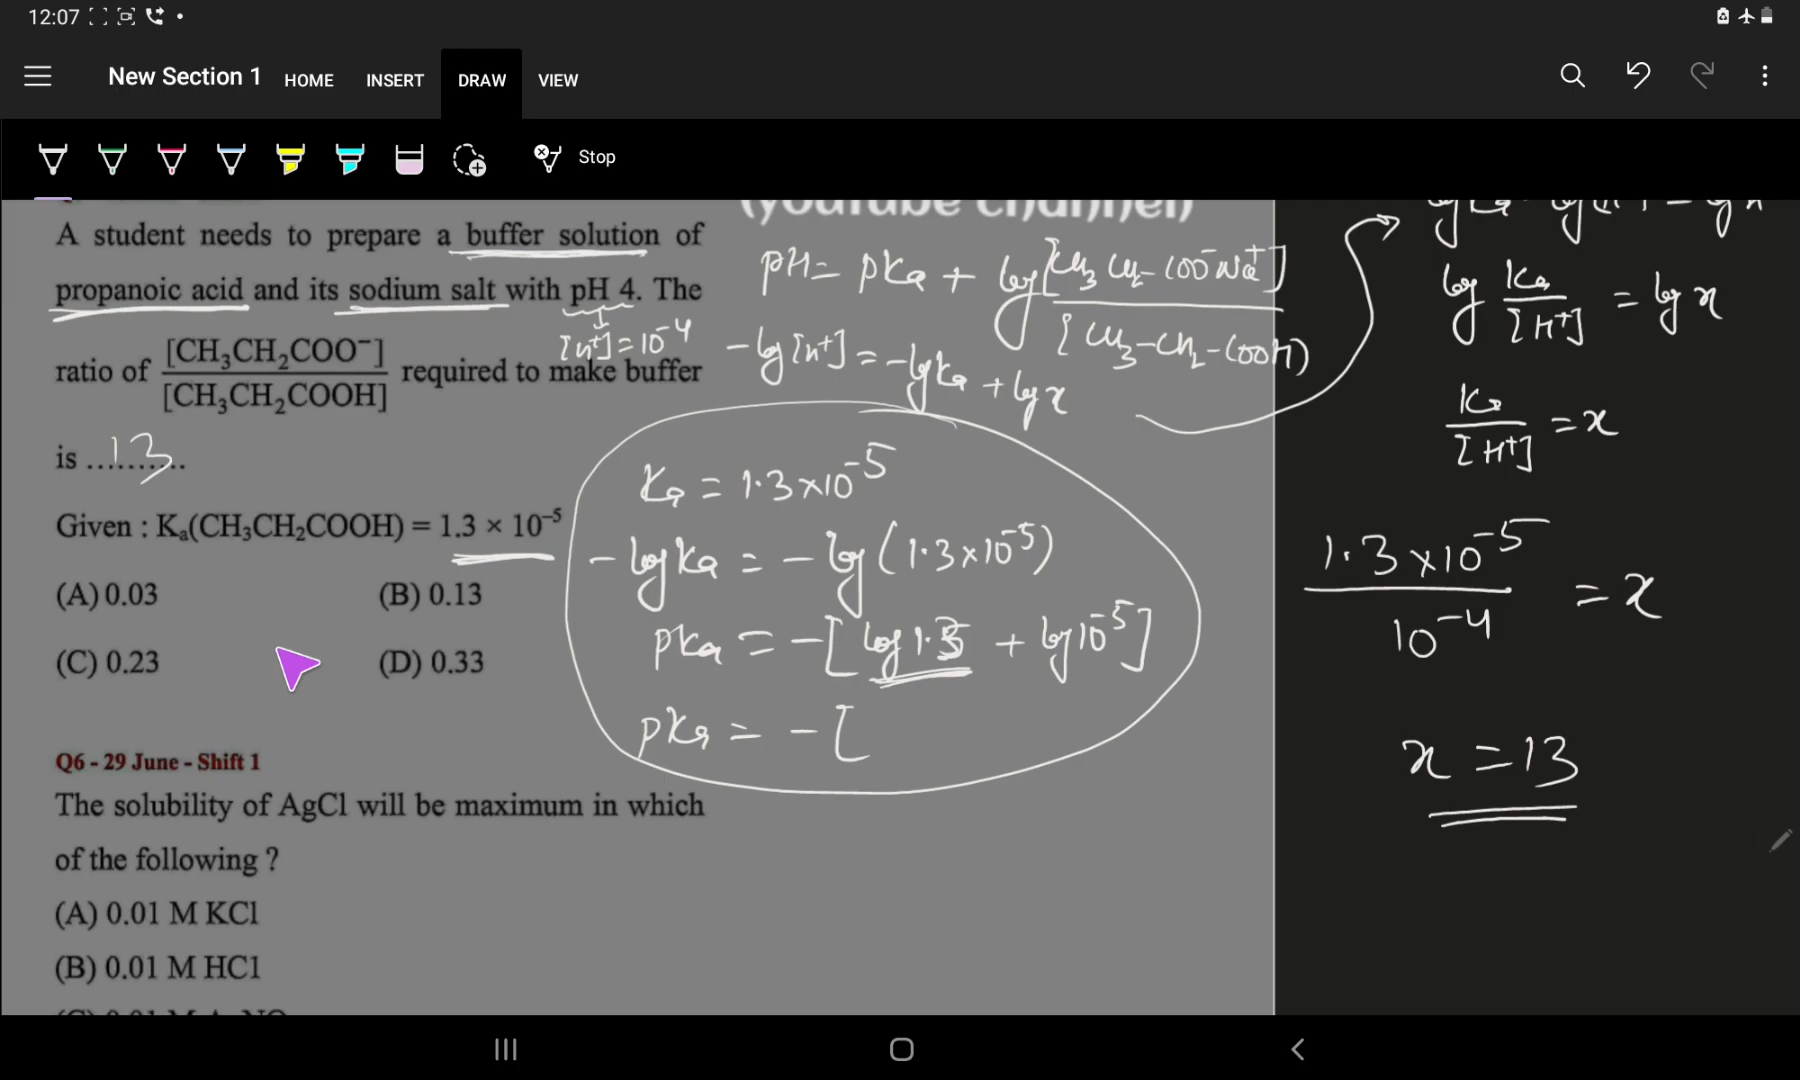 12:07
New Section 1 HOME INSERT DRAW VIEW
Stop
(youtube channel)
A student needs to prepare a buffer solution of
propanoic acid and its sodium salt with pH 4. The
[H⁺] = 10⁻⁴
ratio of [CH₃CH₂COO⁻] / [CH₃CH₂COOH] required to make buffer
is ..........
13
Given : Kₐ(CH₃CH₂COOH) = 1.3 × 10⁻⁵
(A) 0.03 (B) 0.13
(C) 0.23 (D) 0.33
Q6 - 29 June - Shift 1
The solubility of AgCl will be maximum in which
of the following ?
(A) 0.01 M KCl
(B) 0.01 M HCl
pH = pKa + log [CH₃ CH₂-COO⁻Na⁺] / [CH₃-CH₂-COOH]
-log[H⁺] = -log Ka + log x
Ka = 1.3×10⁻⁵
- log Ka = - log (1.3×10⁻⁵)
pKa = -[log 1.3 + log 10⁻⁵]
pKa = - [
log Ka / [H⁺] = log x
Ka / [H⁺] = x
1.3×10⁻⁵ / 10⁻⁴ = x
x = 13